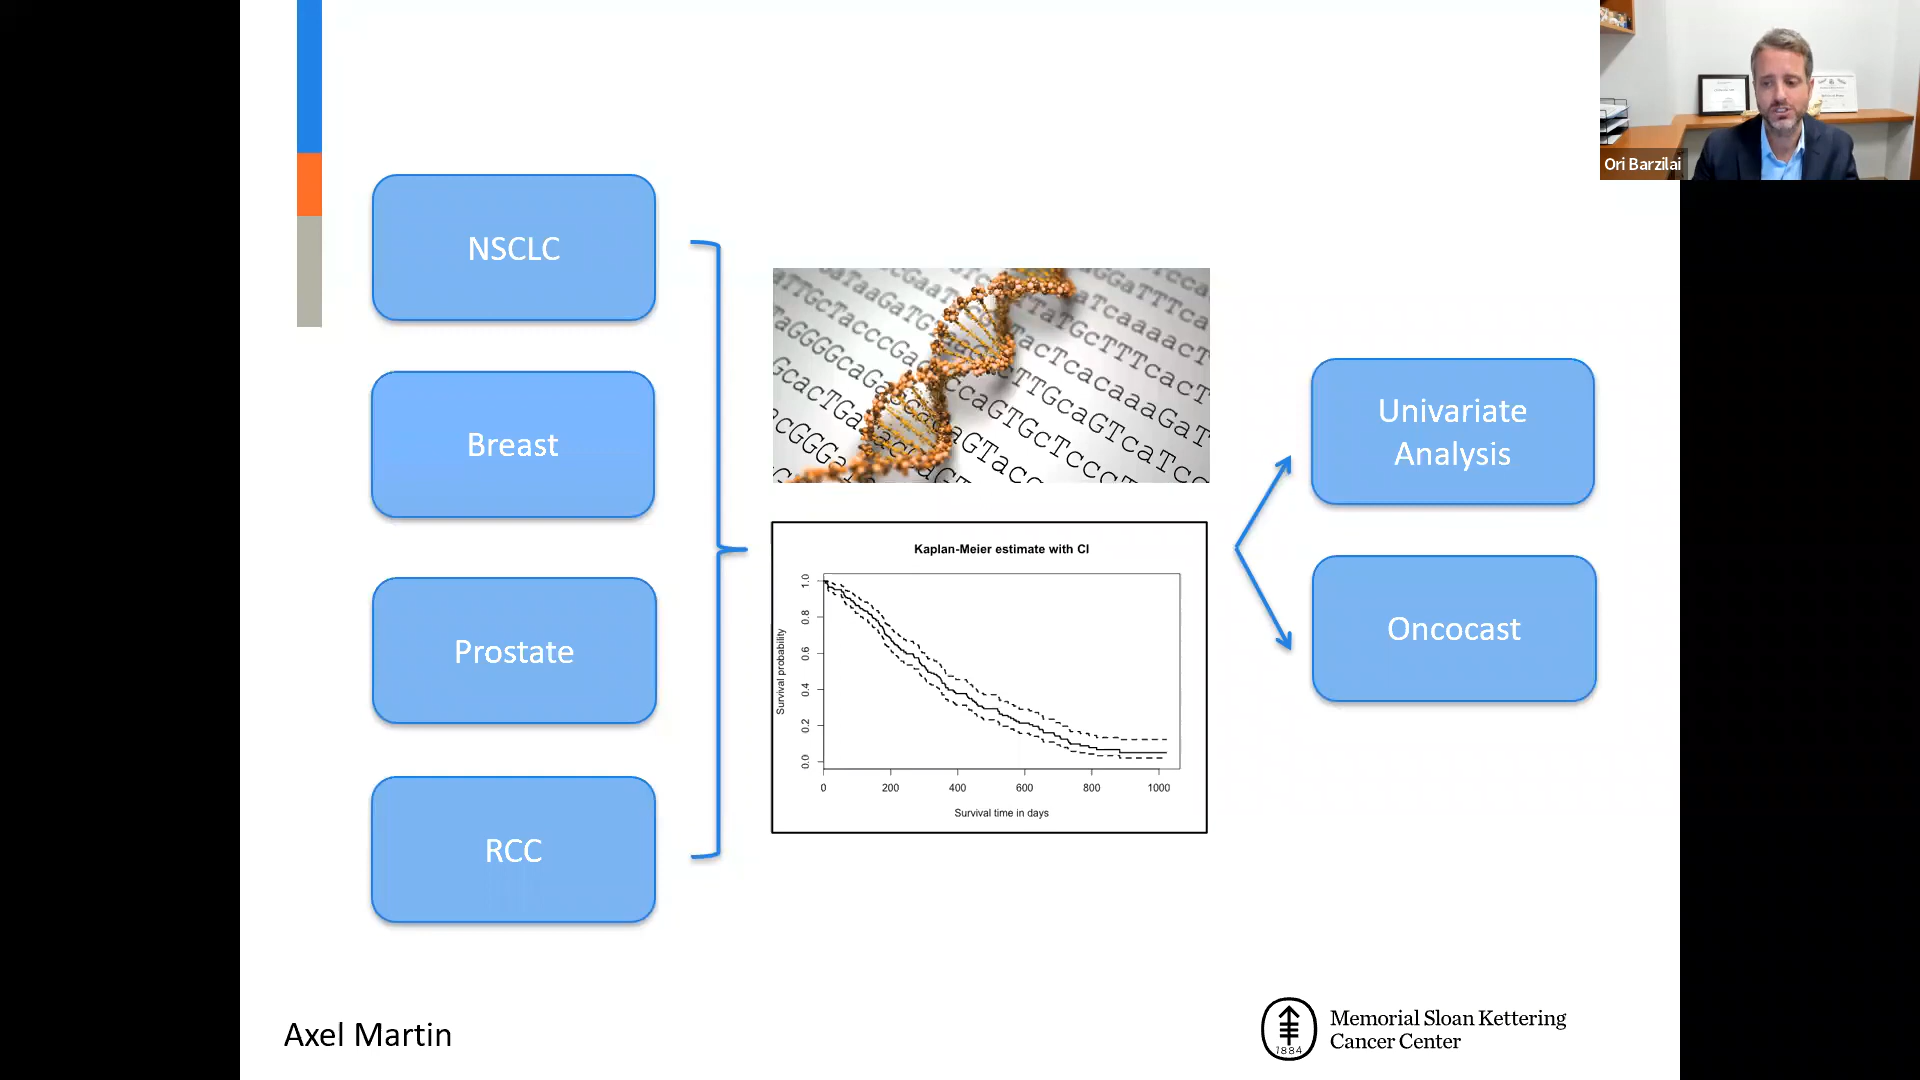 Ori Barzilai
NSCLC
Breast
Prostate
RCC
Kaplan-Meier estimate with CI
Survival probability
0.0
0.2
0.4
0.6
0.8
1.0
0
200
400
600
800
1000
Survival time in days
Univariate
Analysis
Oncocast
Axel Martin
1884
Memorial Sloan Kettering
Cancer Center